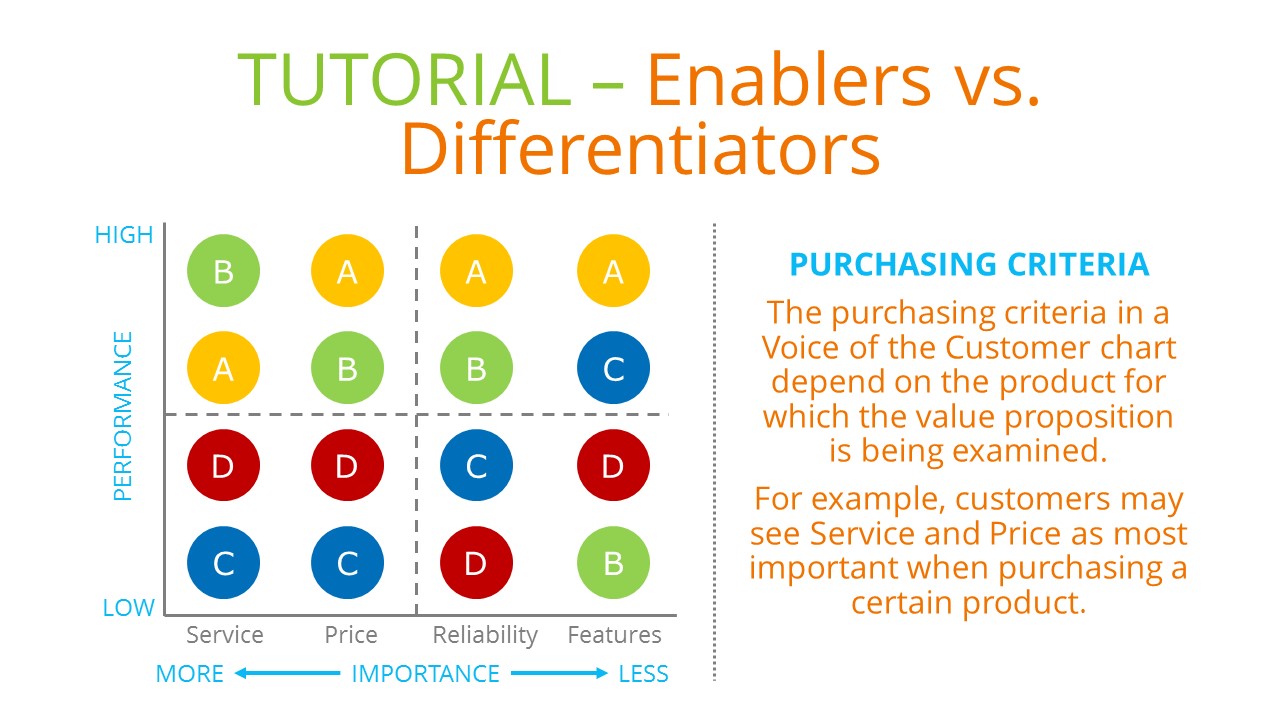 TUTORIAL – Enablers vs.
Differentiators
HIGH
PERFORMANCE
LOW
B A A A
A B B C
D D C D
C C D B
Service Price Reliability Features
MORE IMPORTANCE LESS
PURCHASING CRITERIA
The purchasing criteria in a
Voice of the Customer chart
depend on the product for
which the value proposition
is being examined.
For example, customers may
see Service and Price as most
important when purchasing a
certain product.